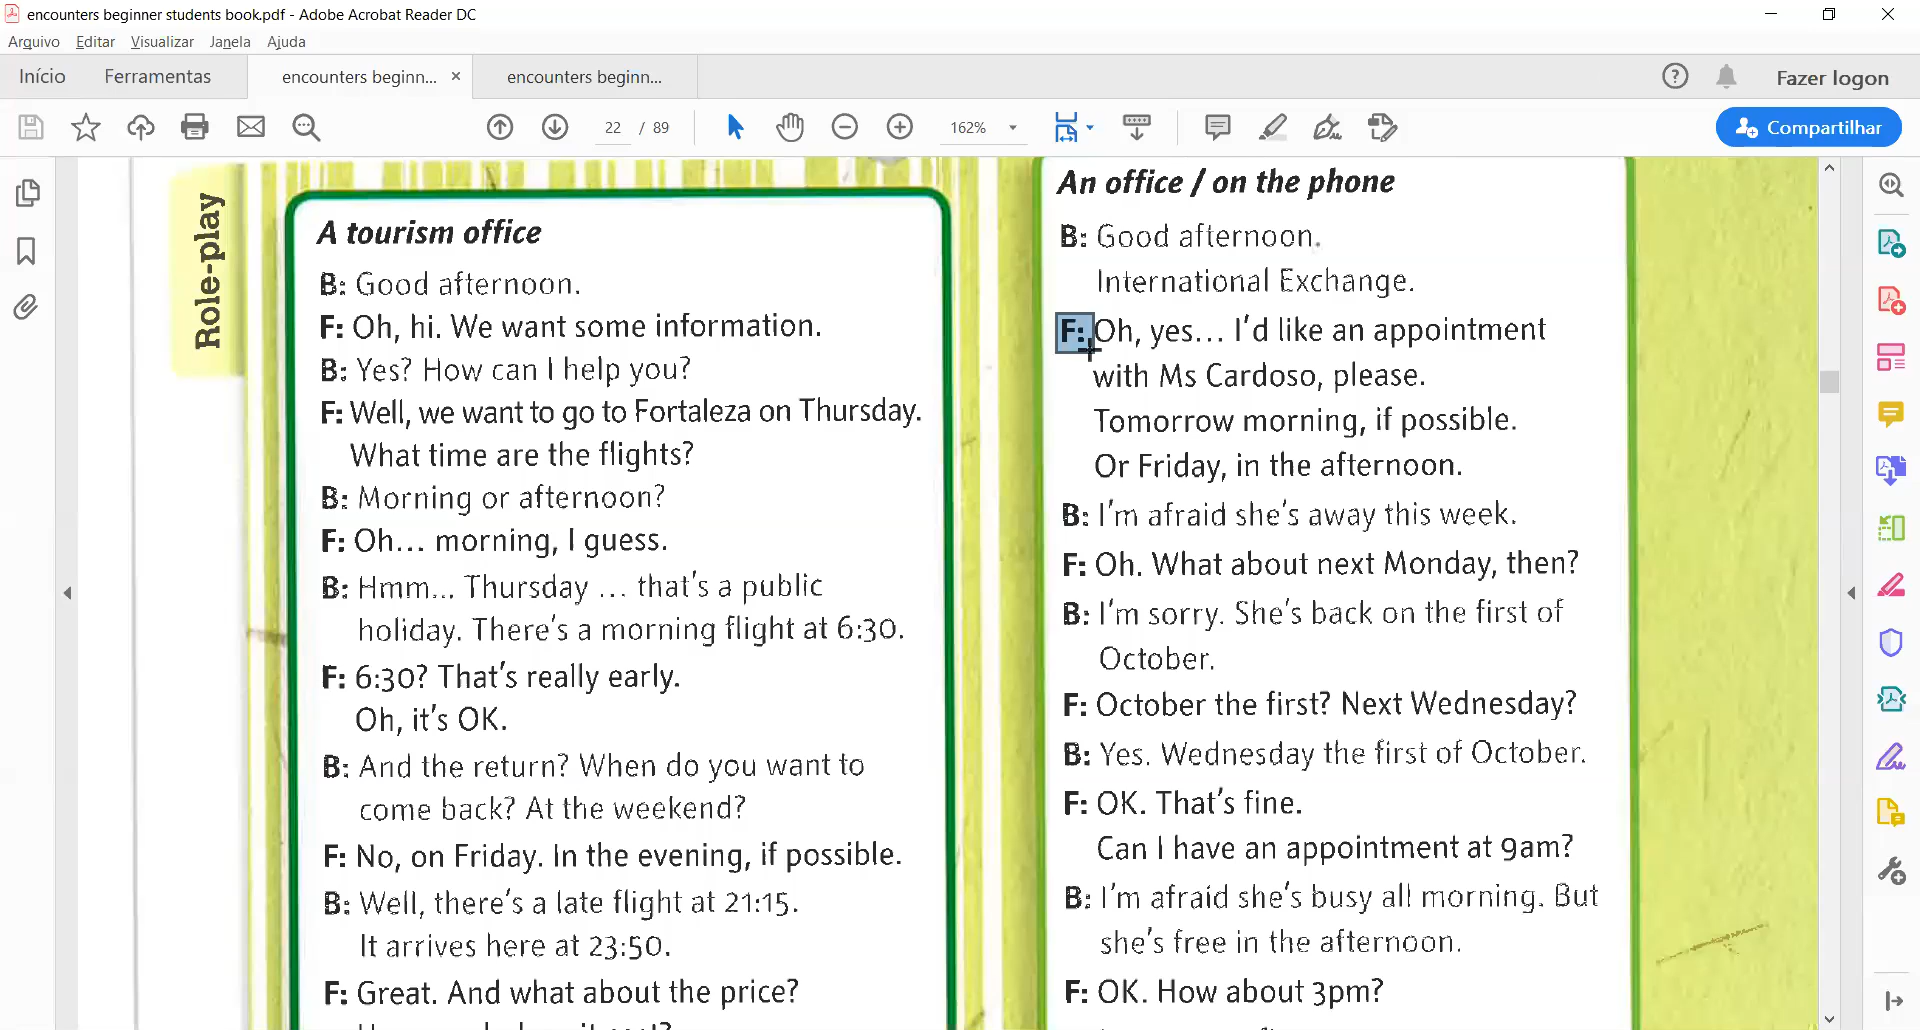 encounters beginner students book.pdf - Adobe Acrobat Reader DC
Arquivo Editar Visualizar Janela Ajuda
Início Ferramentas encounters beginn... × encounters beginn... Fazer logon
22 / 89 162% Compartilhar
Role-play
A tourism office
B: Good afternoon.
F: Oh, hi. We want some information.
B: Yes? How can I help you?
F: Well, we want to go to Fortaleza on Thursday.
What time are the flights?
B: Morning or afternoon?
F: Oh... morning, I guess.
B: Hmm... Thursday ... that's a public
holiday. There's a morning flight at 6:30.
F: 6:30? That's really early.
Oh, it's OK.
B: And the return? When do you want to
come back? At the weekend?
F: No, on Friday. In the evening, if possible.
B: Well, there's a late flight at 21:15.
It arrives here at 23:50.
F: Great. And what about the price?
An office / on the phone
B: Good afternoon.
International Exchange.
F: Oh, yes... I'd like an appointment
with Ms Cardoso, please.
Tomorrow morning, if possible.
Or Friday, in the afternoon.
B: I'm afraid she's away this week.
F: Oh. What about next Monday, then?
B: I'm sorry. She's back on the first of
October.
F: October the first? Next Wednesday?
B: Yes. Wednesday the first of October.
F: OK. That's fine.
Can I have an appointment at 9am?
B: I'm afraid she's busy all morning. But
she's free in the afternoon.
F: OK. How about 3pm?